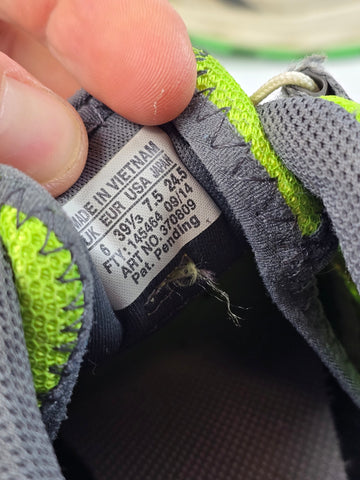 MADE IN VIETNAM
UK EUR USA JAPAN
6 39⅓ 7.5 24,5
FTY:145464 09/14
ART NO:370609
Pat. Pending